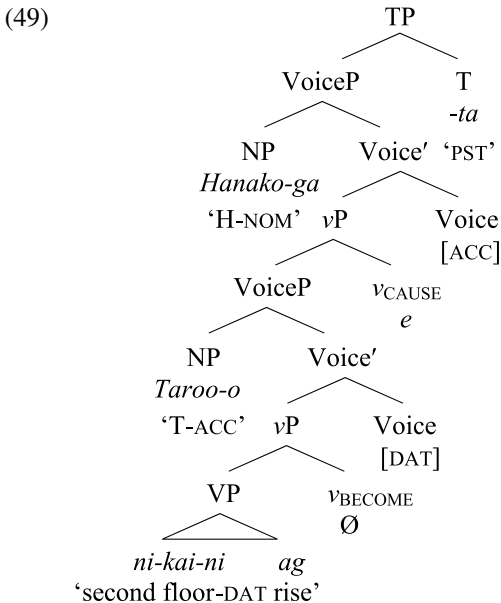 (49)
TP
VoiceP T
-ta
NP Voice′ ‘PST’
Hanako-ga
‘H-NOM’ vP Voice
[ACC]
VoiceP vCAUSE
e
NP Voice′
Taroo-o
‘T-ACC’ vP Voice
[DAT]
VP vBECOME
Ø
ni-kai-ni ag
‘second floor-DAT rise’